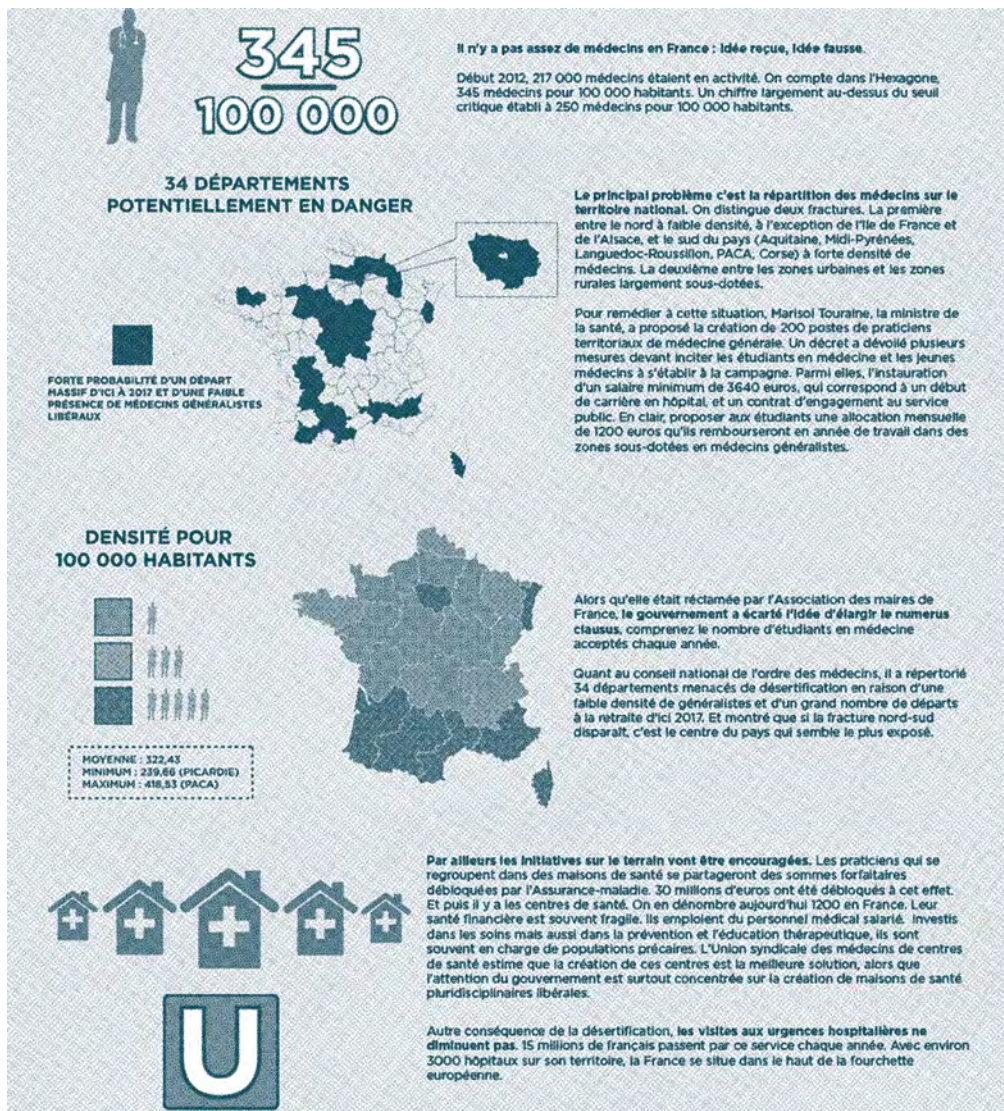 345
100 000
Il n'y a pas assez de médecins en France : idée reçue, idée fausse.
Début 2012, 217 000 médecins étaient en activité. On compte dans l'Hexagone,
345 médecins pour 100 000 habitants. Un chiffre largement au-dessus du seuil
critique établi à 250 médecins pour 100 000 habitants.
34 DÉPARTEMENTS
POTENTIELLEMENT EN DANGER
FORTE PROBABILITÉ D'UN DÉPART
MASSIF D'ICI À 2017 ET D'UNE FAIBLE
PRÉSENCE DE MÉDECINS GÉNÉRALISTES
LIBÉRAUX
Le principal problème c'est la répartition des médecins sur le
territoire national. On distingue deux fractures. La première
entre le nord à faible densité, à l'exception de l'Ile de France et
de l'Alsace, et le sud du pays (Aquitaine, Midi-Pyrénées,
Languedoc-Roussillon, PACA, Corse) à forte densité de
médecins. La deuxième entre les zones urbaines et les zones
rurales largement sous-dotées.
Pour remédier à cette situation, Marisol Touraine, la ministre de
la santé, a proposé la création de 200 postes de praticiens
territoriaux de médecine générale. Un décret a dévoilé plusieurs
mesures devant inciter les étudiants en médecine et les jeunes
médecins à s'établir à la campagne. Parmi elles, l'instauration
d'un salaire minimum de 3640 euros, qui correspond à un début
de carrière en hôpital, et un contrat d'engagement au service
public. En clair, proposer aux étudiants une allocation mensuelle
de 1200 euros qu'ils rembourseront en année de travail dans des
zones sous-dotées en médecins généralistes.
DENSITÉ POUR
100 000 HABITANTS
MOYENNE : 322,43
MINIMUM : 239,66 (PICARDIE)
MAXIMUM : 418,53 (PACA)
Alors qu'elle était réclamée par l'Association des maires de
France, le gouvernement a écarté l'idée d'élargir le numerus
clausus, comprenez le nombre d'étudiants en médecine
acceptés chaque année.
Quant au conseil national de l'ordre des médecins, il a répertorié
34 départements menacés de désertification en raison d'une
faible densité de généralistes et d'un grand nombre de départs
à la retraite d'ici 2017. Et montré que si la fracture nord-sud
disparaît, c'est le centre du pays qui semble le plus exposé.
Par ailleurs les initiatives sur le terrain vont être encouragées. Les praticiens qui se
regroupent dans des maisons de santé se partageront des sommes forfaitaires
débloquées par l'Assurance-maladie. 30 millions d'euros ont été débloqués à cet effet.
Et puis il y a les centres de santé. On en dénombre aujourd'hui 1200 en France. Leur
santé financière est souvent fragile. Ils emploient du personnel médical salarié. Investis
dans les soins mais aussi dans la prévention et l'éducation thérapeutique, ils sont
souvent en charge de populations précaires. L'Union syndicale des médecins de centres
de santé estime que la création de ces centres est la meilleure solution, alors que
l'attention du gouvernement est surtout concentrée sur la création de maisons de santé
pluridisciplinaires libérales.
U
Autre conséquence de la désertification, les visites aux urgences hospitalières ne
diminuent pas. 15 millions de français passent par ce service chaque année. Avec environ
3000 hôpitaux sur son territoire, la France se situe dans le haut de la fourchette
européenne.